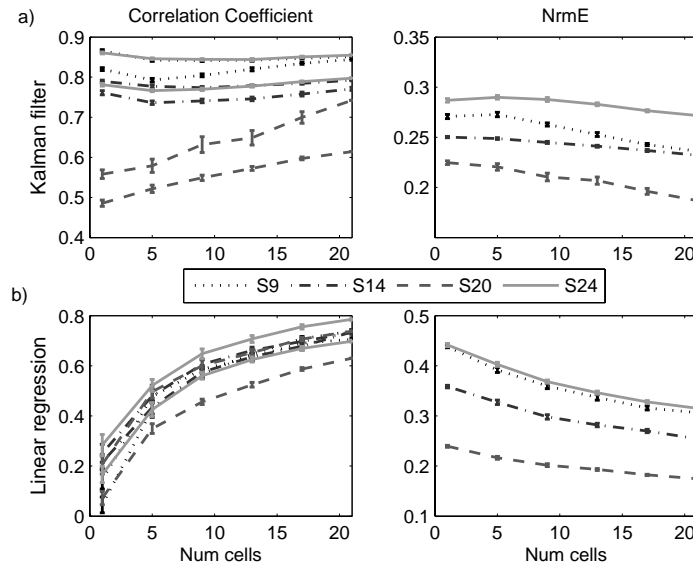 Correlation Coefficient
NrmE
a)
Kalman filter
0.9
0.8
0.7
0.6
0.5
0.4
0 5 10 15 20
0.35
0.3
0.25
0.2
0 5 10 15 20
S9 S14 S20 S24
b)
Linear regression
0.8
0.6
0.4
0.2
0
0 5 10 15 20
Num cells
0.5
0.4
0.3
0.2
0.1
0 5 10 15 20
Num cells